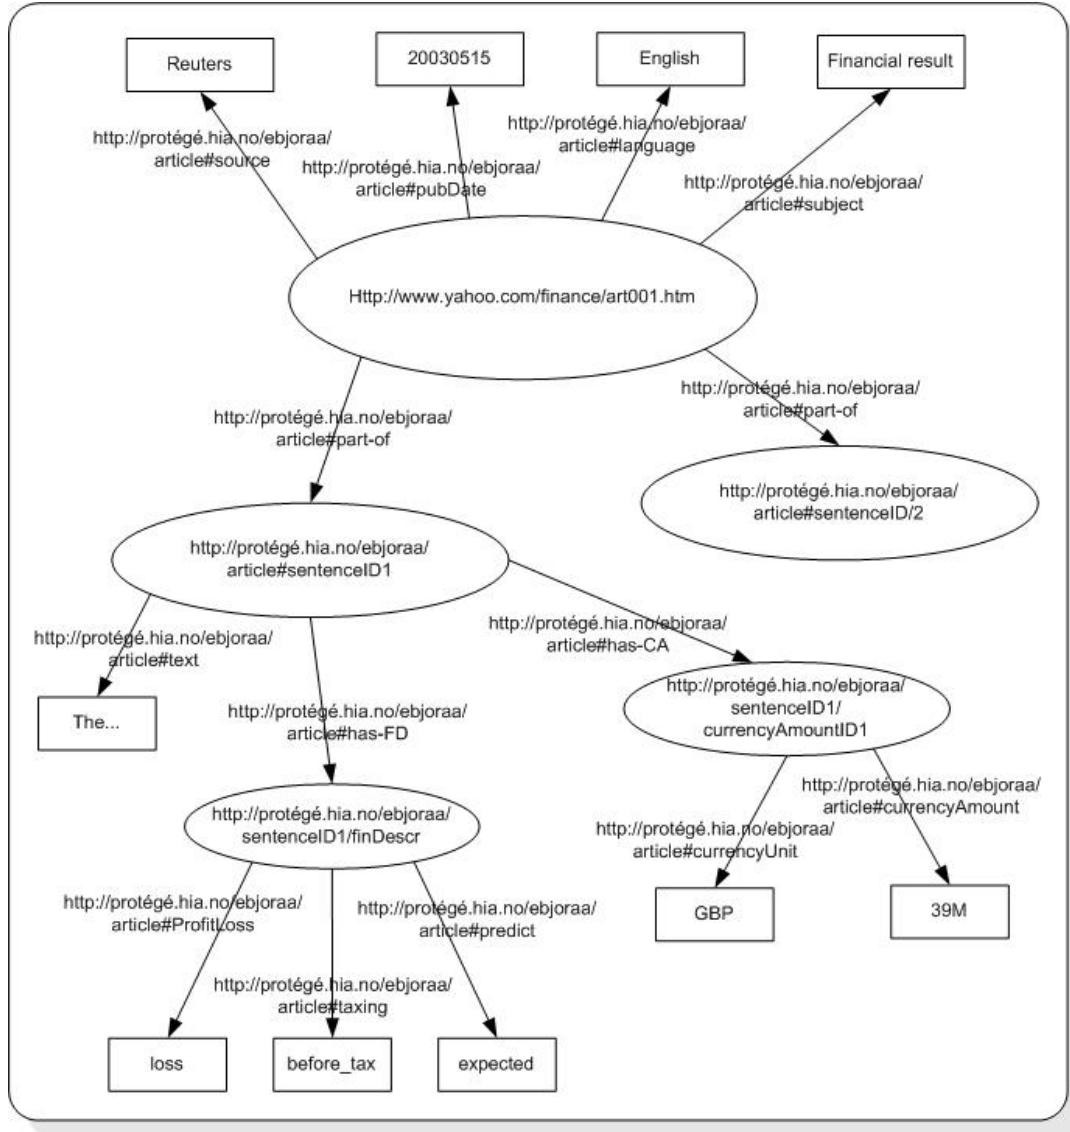 Reuters
20030515
English
Financial result
http://protégé.hia.no/ebjoraa/
article#source
http://protégé.hia.no/ebjoraa/
article#pubDate
http://protégé.hia.no/ebjoraa/
article#language
http://protégé.hia.no/ebjoraa/
article#subject
Http://www.yahoo.com/finance/art001.htm
http://protégé.hia.no/ebjoraa/
article#part-of
http://protégé.hia.no/ebjoraa/
article#part-of
http://protégé.hia.no/ebjoraa/
article#sentenceID/2
http://protégé.hia.no/ebjoraa/
article#sentenceID1
http://protégé.hia.no/ebjoraa/
article#text
http://protégé.hia.no/ebjoraa/
article#has-CA
The...
http://protégé.hia.no/ebjoraa/
article#has-FD
http://protégé.hia.no/ebjoraa/
sentenceID1/
currencyAmountID1
http://protégé.hia.no/ebjoraa/
sentenceID1/finDescr
http://protégé.hia.no/ebjoraa/
article#currencyAmount
http://protégé.hia.no/ebjoraa/
article#currencyUnit
GBP
39M
http://protégé.hia.no/ebjoraa/
article#ProfitLoss
http://protégé.hia.no/ebjoraa/
article#predict
http://protégé.hia.no/ebjoraa/
article#taxing
loss
before_tax
expected